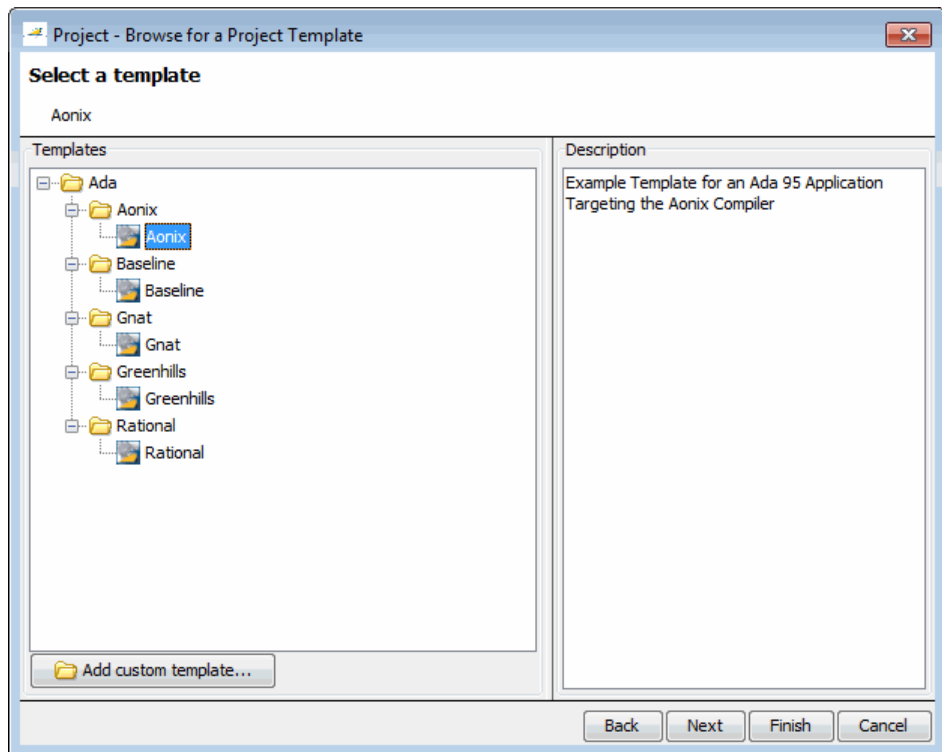 Project - Browse for a Project Template
Select a template
Aonix
Templates
Ada
Aonix
Aonix
Baseline
Baseline
Gnat
Gnat
Greenhills
Greenhills
Rational
Rational
Add custom template...
Description
Example Template for an Ada 95 Application
Targeting the Aonix Compiler
Back Next Finish Cancel